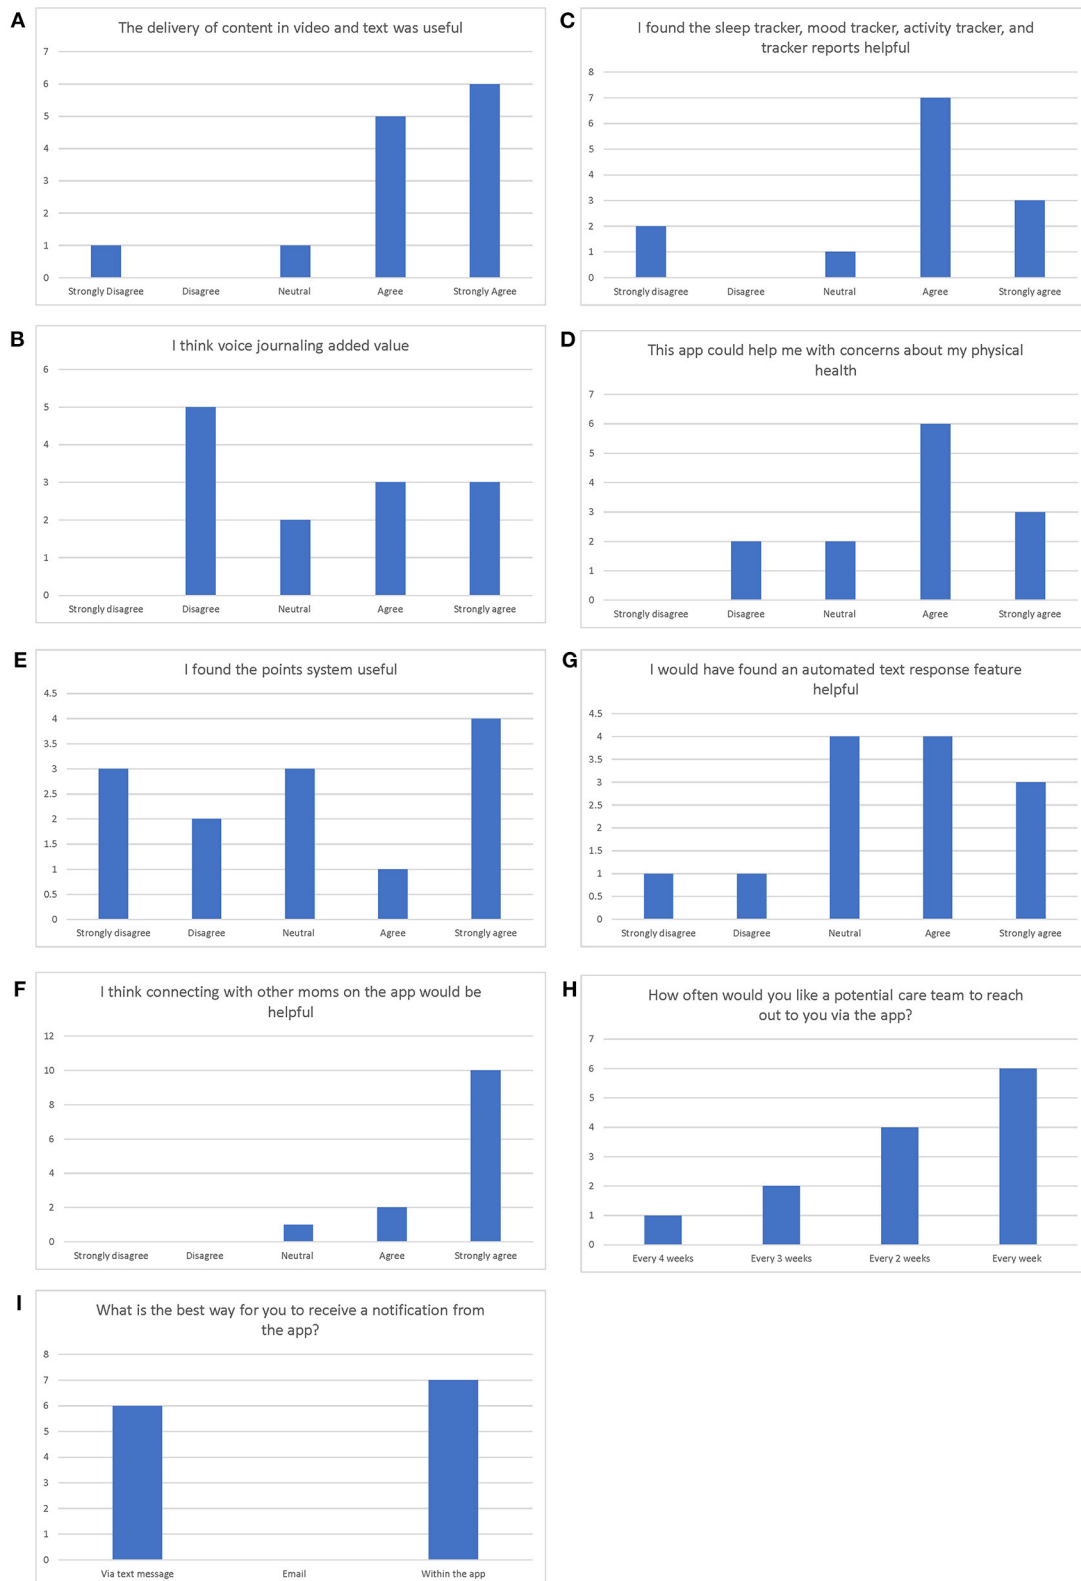 A
The delivery of content in video and text was useful
7
6
5
4
3
2
1
0
Strongly Disagree Disagree Neutral Agree Strongly Agree
C
I found the sleep tracker, mood tracker, activity tracker, and
tracker reports helpful
8
7
6
5
4
3
2
1
0
Strongly disagree Disagree Neutral Agree Strongly agree
B
I think voice journaling added value
6
5
4
3
2
1
0
Strongly disagree Disagree Neutral Agree Strongly agree
D
This app could help me with concerns about my physical
health
7
6
5
4
3
2
1
0
Strongly disagree Disagree Neutral Agree Strongly agree
E
I found the points system useful
4.5
4
3.5
3
2.5
2
1.5
1
0.5
0
Strongly disagree Disagree Neutral Agree Strongly agree
G
I would have found an automated text response feature
helpful
4.5
4
3.5
3
2.5
2
1.5
1
0.5
0
Strongly disagree Disagree Neutral Agree Strongly agree
F
I think connecting with other moms on the app would be
helpful
12
10
8
6
4
2
0
Strongly disagree Disagree Neutral Agree Strongly agree
H
How often would you like a potential care team to reach
out to you via the app?
7
6
5
4
3
2
1
0
Every 4 weeks Every 3 weeks Every 2 weeks Every week
I
What is the best way for you to receive a notification from
the app?
8
7
6
5
4
3
2
1
0
Via text message Email Within the app